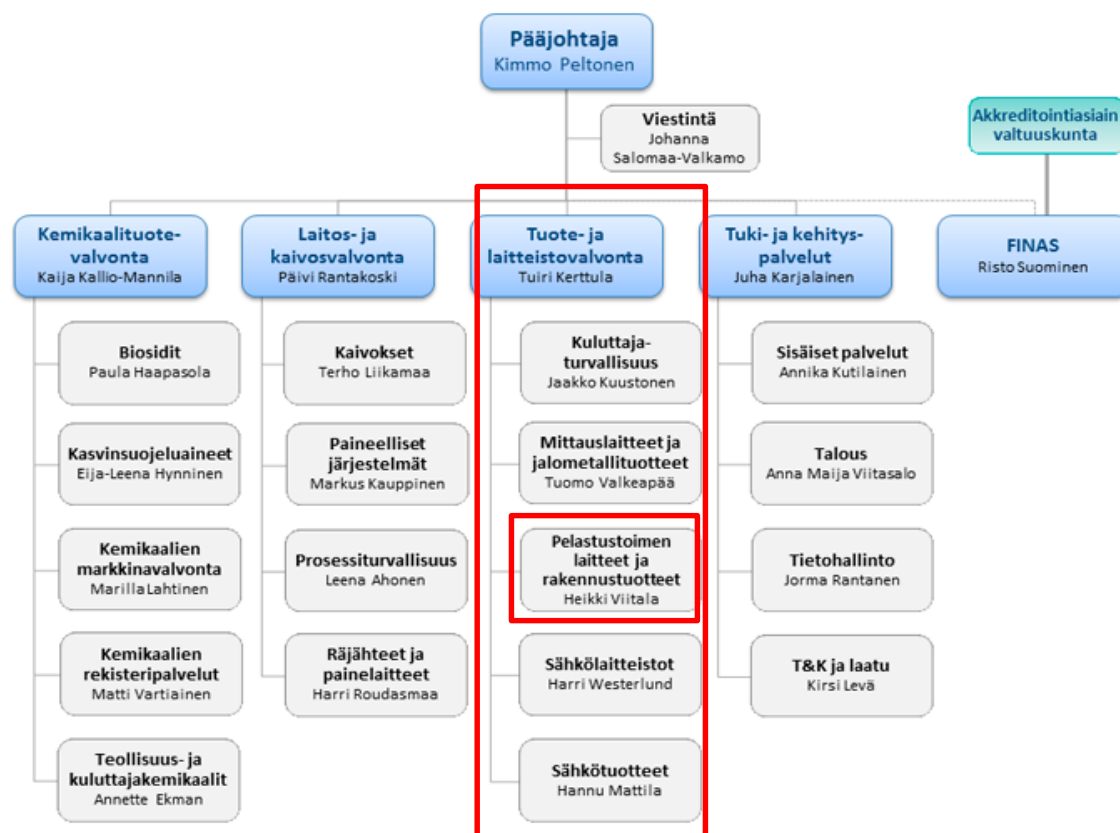 Pääjohtaja
Kimmo Peltonen
Viestintä
Johanna
Salomaa-Valkamo
Akkreditointiasiain
valtuuskunta
Kemikaalituote-
valvonta
Kaija Kallio-Mannila
Laitos- ja
kaivosvalvonta
Päivi Rantakoski
Tuote- ja
laitteistovalvonta
Tuiri Kerttula
Tuki- ja kehitys-
palvelut
Juha Karjalainen
FINAS
Risto Suominen
Biosidit
Paula Haapasola
Kasvinsuojeluaineet
Eija-Leena Hynninen
Kemikaalien
markkinavalvonta
Marilla Lahtinen
Kemikaalien
rekisteripalvelut
Matti Vartiainen
Teollisuus- ja
kuluttajakemikaalit
Annette Ekman
Kaivokset
Terho Liikamaa
Paineelliset
järjestelmät
Markus Kauppinen
Prosessiturvallisuus
Leena Ahonen
Räjähteet ja
painelaitteet
Harri Roudasmaa
Kuluttaja-
turvallisuus
Jaakko Kuustonen
Mittauslaitteet ja
jalometallituotteet
Tuomo Valkeapää
Pelastustoimen
laitteet ja
rakennustuotteet
Heikki Viitala
Sähkölaitteistot
Harri Westerlund
Sähkötuotteet
Hannu Mattila
Sisäiset palvelut
Annika Kutilainen
Talous
Anna Maija Viitasalo
Tietohallinto
Jorma Rantanen
T&K ja laatu
Kirsi Levä